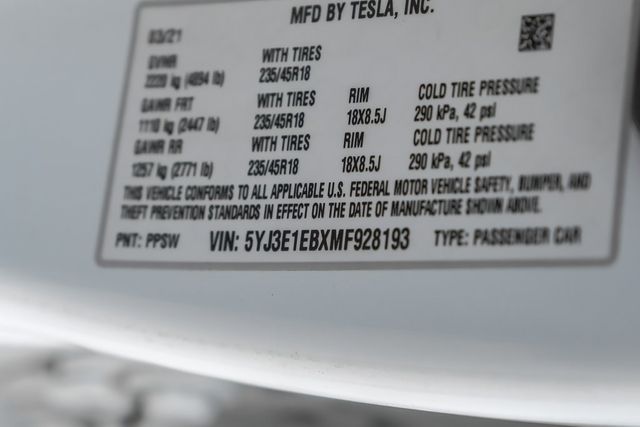 MFD BY TESLA, INC.
03/21
GVWR WITH TIRES
2220 kg (4894 lb) 235/45R18
GAWR FRT WITH TIRES RIM COLD TIRE PRESSURE
1110 kg (2447 lb) 235/45R18 18X8.5J 290 kPa, 42 psi
GAWR RR WITH TIRES RIM COLD TIRE PRESSURE
1257 kg (2771 lb) 235/45R18 18X8.5J 290 kPa, 42 psi
THIS VEHICLE CONFORMS TO ALL APPLICABLE U.S. FEDERAL MOTOR VEHICLE SAFETY, BUMPER, AND
THEFT PREVENTION STANDARDS IN EFFECT ON THE DATE OF MANUFACTURE SHOWN ABOVE.
PNT: PPSW VIN: 5YJ3E1EBXMF928193 TYPE: PASSENGER CAR